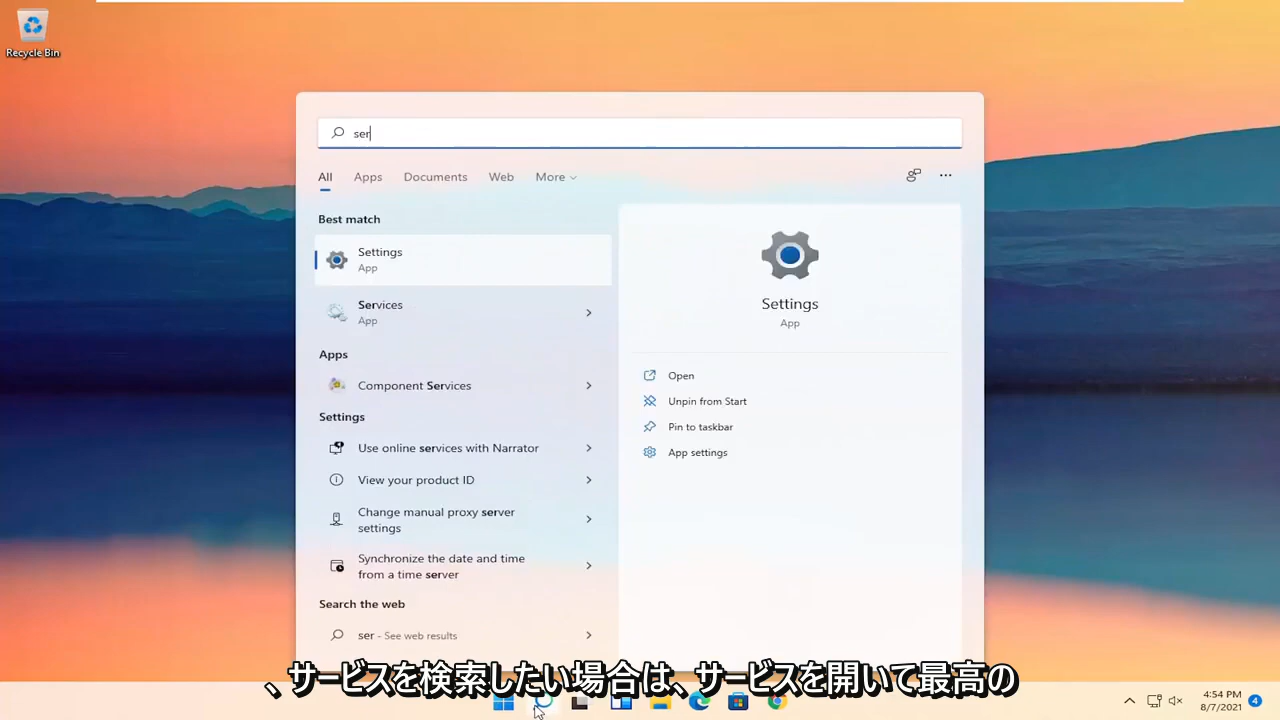 Recycle Bin
ser
All Apps Documents Web More
Best match
Settings
App
Services
App
Apps
Component Services
Settings
Use online services with Narrator
View your product ID
Change manual proxy server
settings
Synchronize the date and time
from a time server
Search the web
ser - See web results
Settings
App
Open
Unpin from Start
Pin to taskbar
App settings
、サービスを検索したい場合は、サービスを開いて最高の
4:54 PM
8/7/2021
4